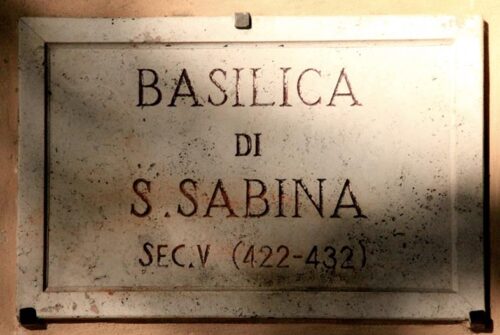 BASILICA
DI
S. SABINA
SEC. V (422-432)